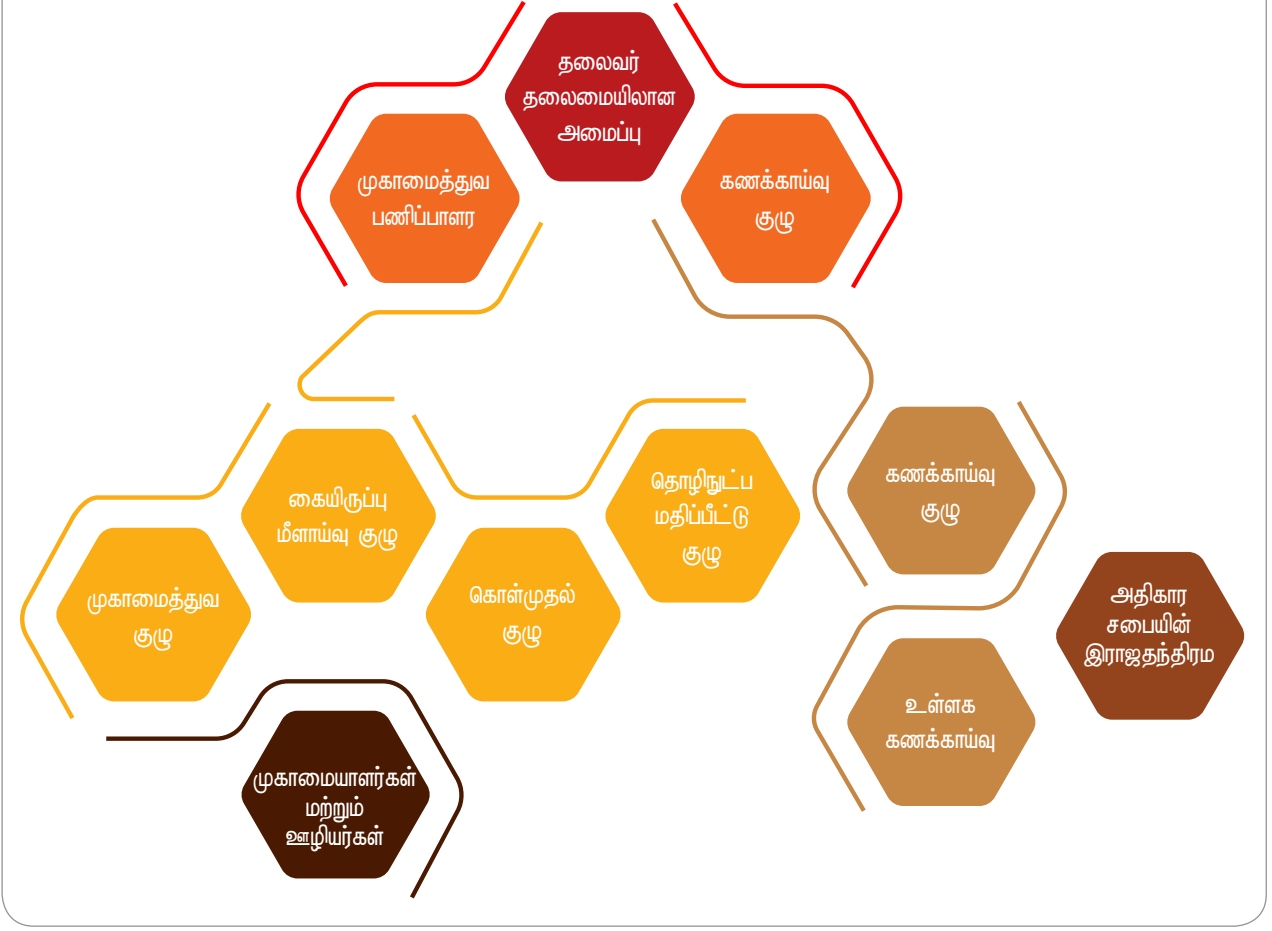 தலைவர்
தலைமையிலான
அமைப்பு
முகாமைத்துவ
பணிப்பாளர
கணக்காய்வு
குழு
கையிருப்பு
மீளாய்வு குழு
தொழிநுட்ப
மதிப்பீட்டு
குழு
கணக்காய்வு
குழு
முகாமைத்துவ
குழு
கொள்முதல்
குழு
அதிகார
சபையின்
இராஜதந்திரம
உள்ளக
கணக்காய்வு
முகாமையாளர்கள்
மற்றும்
ஊழியர்கள்